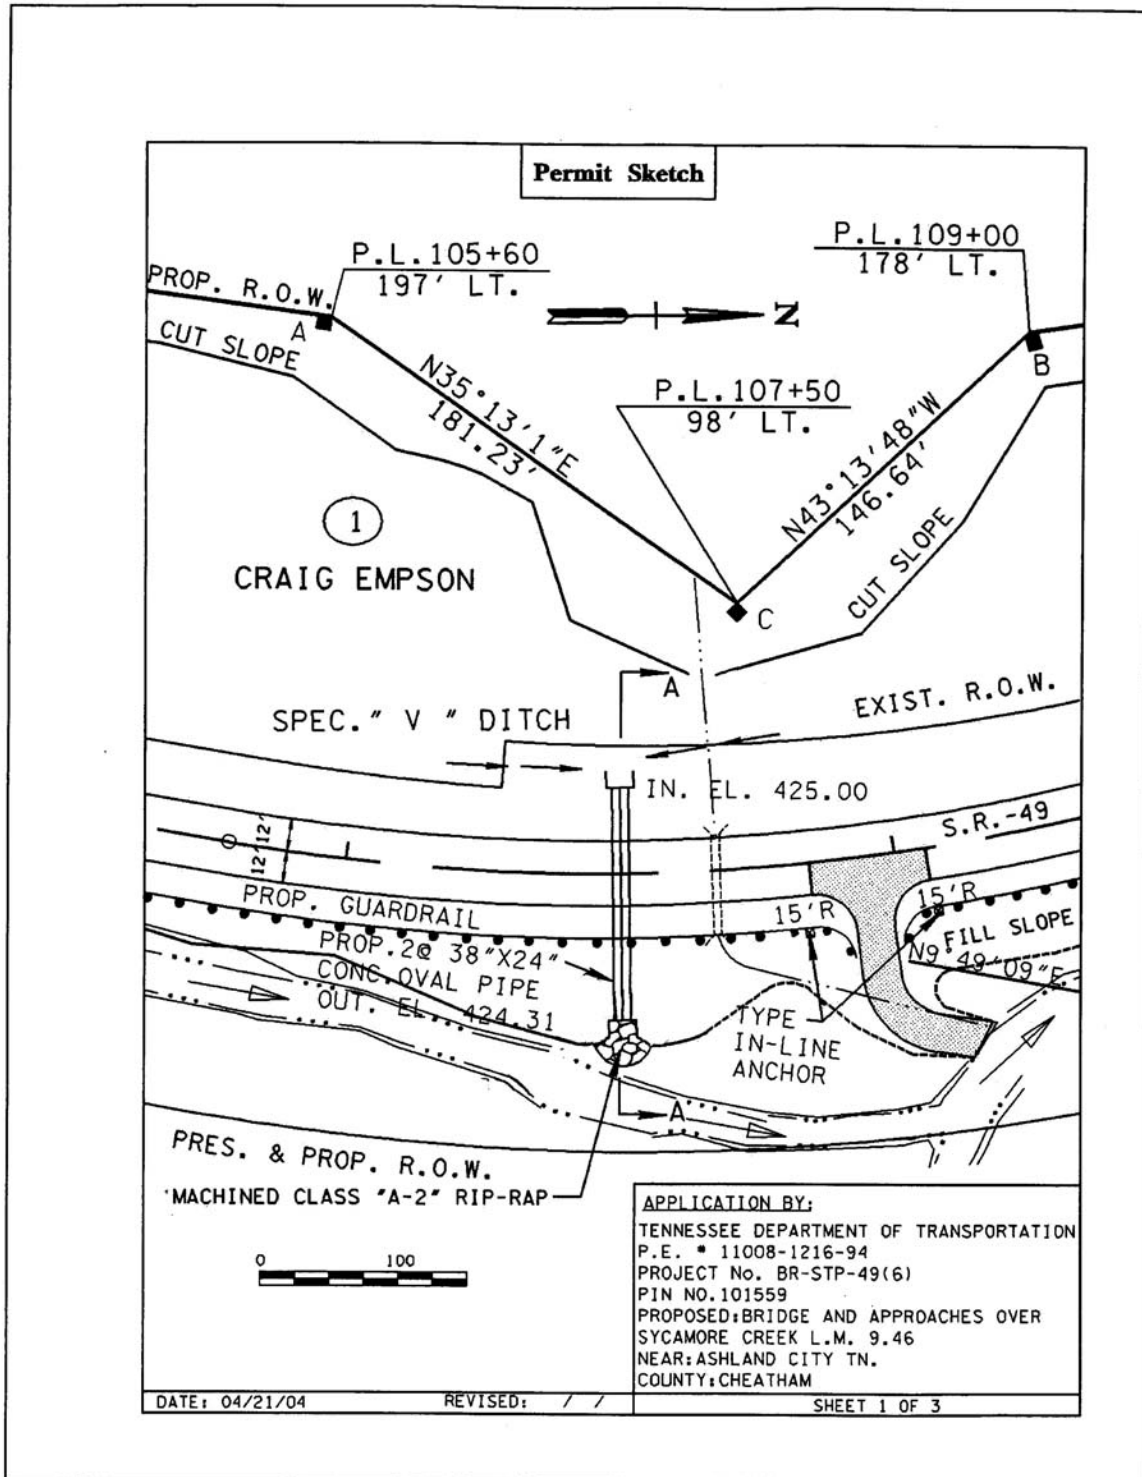 Permit Sketch
P.L.105+60
197' LT.
P.L.109+00
178' LT.
PROP. R.O.W.
A
CUT SLOPE
N
B
N35°13'1"E
181.23'
P.L.107+50
98' LT.
N43°13'48"W
146.64'
1
CRAIG EMPSON
CUT SLOPE
C
A
EXIST. R.O.W.
SPEC." V " DITCH
IN. EL. 425.00
S.R.-49
12' 12'
PROP. GUARDRAIL
15'R
15'R
FILL SLOPE
N9°49'09"E
PROP.2@ 38"X24"
CONC.OVAL PIPE
OUT. EL. 424.31
TYPE
IN-LINE
ANCHOR
A
PRES. & PROP. R.O.W.
MACHINED CLASS "A-2" RIP-RAP
0 100
APPLICATION BY:
TENNESSEE DEPARTMENT OF TRANSPORTATION
P.E. # 11008-1216-94
PROJECT No. BR-STP-49(6)
PIN NO.101559
PROPOSED:BRIDGE AND APPROACHES OVER
SYCAMORE CREEK L.M. 9.46
NEAR:ASHLAND CITY TN.
COUNTY:CHEATHAM
DATE: 04/21/04 REVISED: / / SHEET 1 OF 3